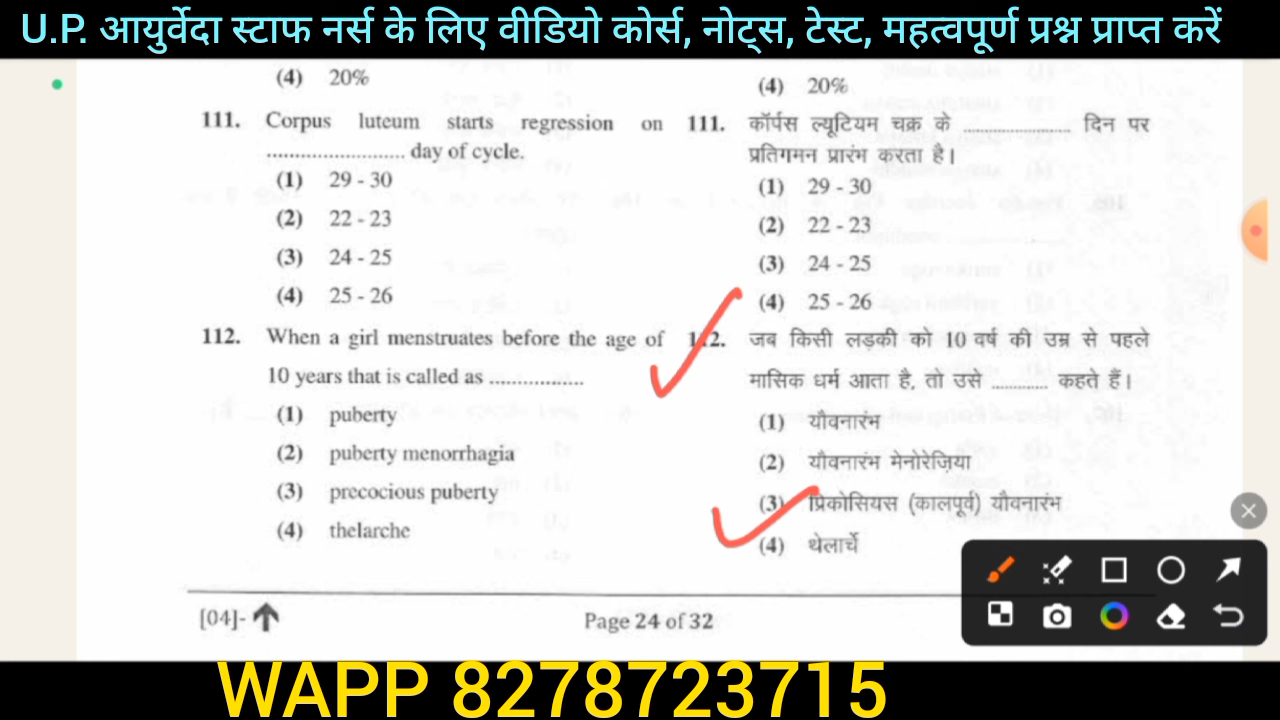 U.P. आयुर्वेदा स्टाफ नर्स के लिए वीडियो कोर्स, नोट्स, टेस्ट, महत्वपूर्ण प्रश्न प्राप्त करें
(4) 20%
111. Corpus luteum starts regression on
........................... day of cycle.
(1) 29 - 30
(2) 22 - 23
(3) 24 - 25
(4) 25 - 26
112. When a girl menstruates before the age of
10 years that is called as ..................
(1) puberty
(2) puberty menorrhagia
(3) precocious puberty
(4) thelarche
(4) 20%
111. कॉर्पस ल्यूटियम चक्र के ........................... दिन पर
प्रतिगमन प्रारंभ करता है।
(1) 29 - 30
(2) 22 - 23
(3) 24 - 25
(4) 25 - 26
112. जब किसी लड़की को 10 वर्ष की उम्र से पहले
मासिक धर्म आता है, तो उसे ............ कहते हैं।
(1) यौवनारंभ
(2) यौवनारंभ मेनोरेज़िया
(3) प्रिकोसियस (कालपूर्व) यौवनारंभ
(4) थेलार्चे
[04]-
Page 24 of 32
WAPP 8278723715